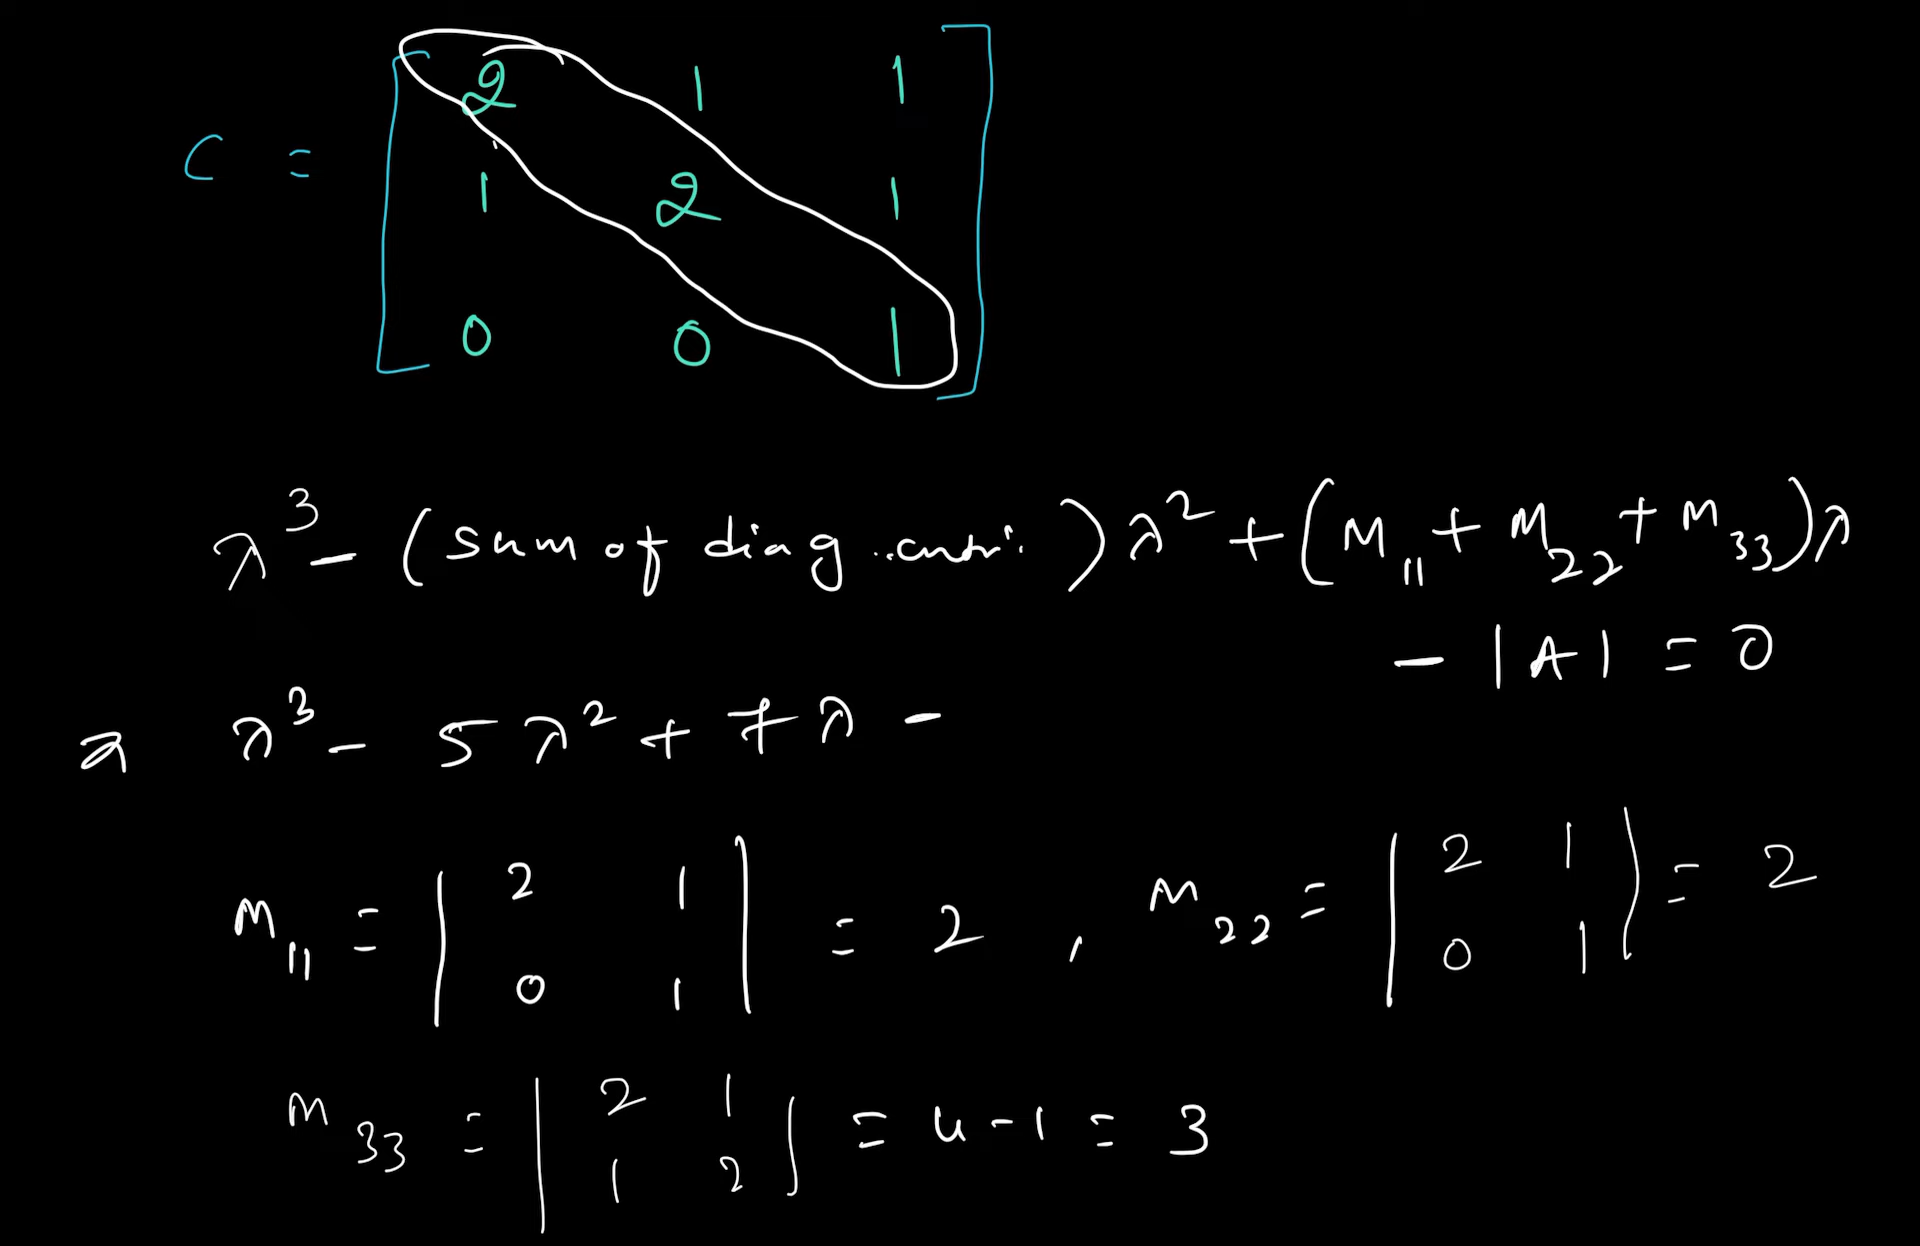 C = [ 2 1 1
1 2 1
0 0 1 ]
λ³ - (sum of diag. )λ² + (M₁₁ + M₂₂ + M₃₃)λ
- |A| = 0
λ³ - 5λ² + 7λ -
M₁₁ = | 2 1 | = 2 , M₂₂ = | 2 1 | = 2
| 0 1 | | 0 1 |
M₃₃ = | 2 1 | = 4 - 1 = 3
| 1 2 |